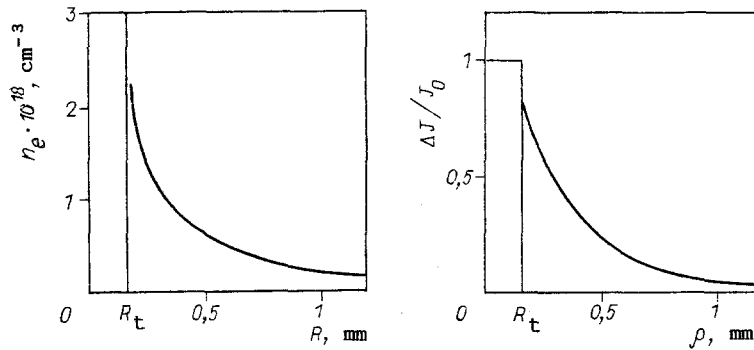 n_e · 10^18, cm^-3
3
2
1
0
R_t
0,5
1
R, mm
ΔJ/J_0
1
0,5
0
R_t
0,5
1
ρ, mm